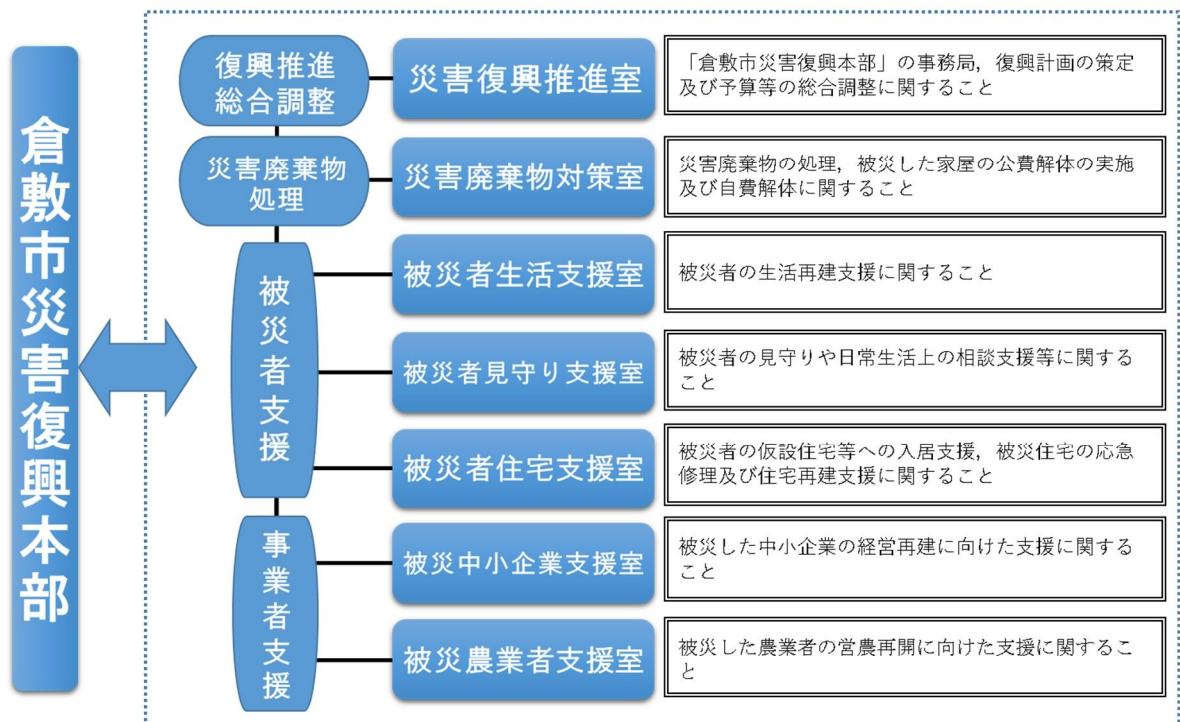 倉敷市災害復興本部
復興推進
総合調整
災害復興推進室
「倉敷市災害復興本部」の事務局，復興計画の策定
及び予算等の総合調整に関すること
災害廃棄物
処理
災害廃棄物対策室
災害廃棄物の処理，被災した家屋の公費解体の実施
及び自費解体に関すること
被災者支援
被災者生活支援室
被災者の生活再建支援に関すること
被災者見守り支援室
被災者の見守りや日常生活上の相談支援等に関する
こと
被災者住宅支援室
被災者の仮設住宅等への入居支援，被災住宅の応急
修理及び住宅再建支援に関すること
事業者支援
被災中小企業支援室
被災した中小企業の経営再建に向けた支援に関する
こと
被災農業者支援室
被災した農業者の営農再開に向けた支援に関するこ
と